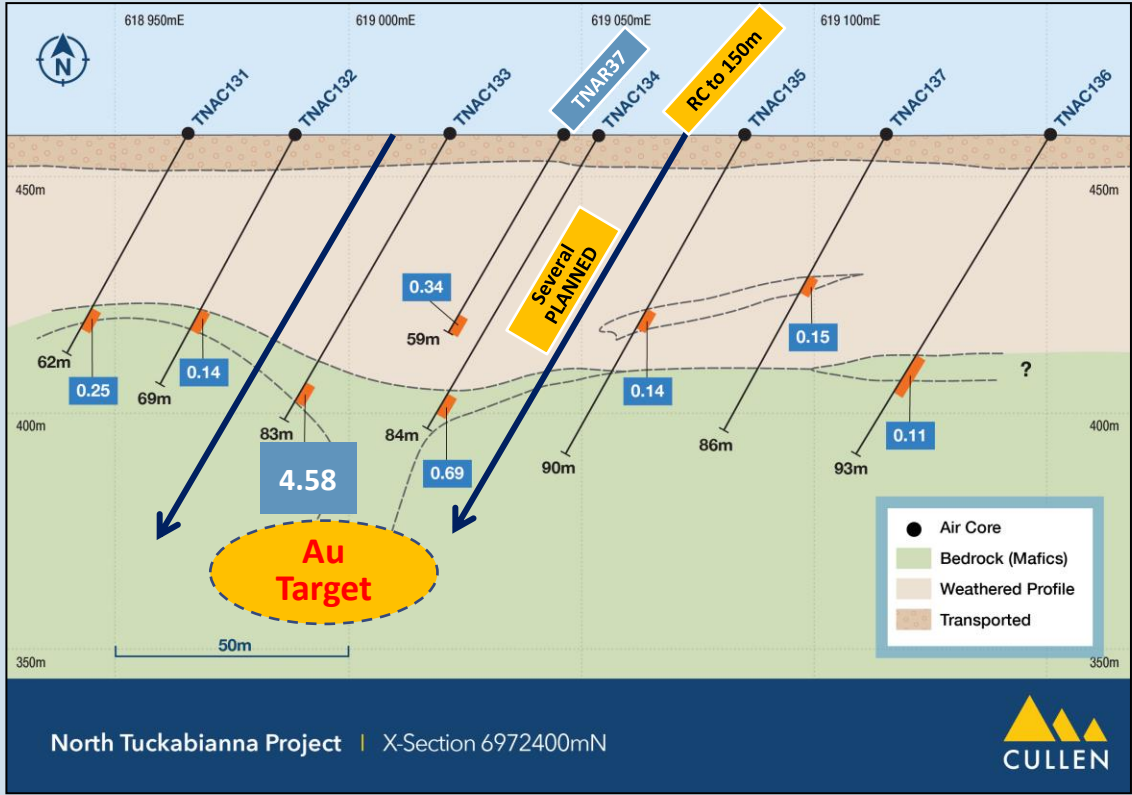 618 950mE
619 000mE
619 050mE
619 100mE
N
TNAC131
TNAC132
TNAC133
TNAR37
TNAC134
RC to 150m
TNAC135
TNAC137
TNAC136
450m
450m
Several
PLANNED
0.34
59m
0.15
0.14
62m
0.25
69m
0.14
83m
4.58
84m
0.69
90m
86m
93m
0.11
?
400m
400m
Au
Target
50m
350m
350m
Air Core
Bedrock (Mafics)
Weathered Profile
Transported
North Tuckabianna Project | X-Section 6972400mN
CULLEN